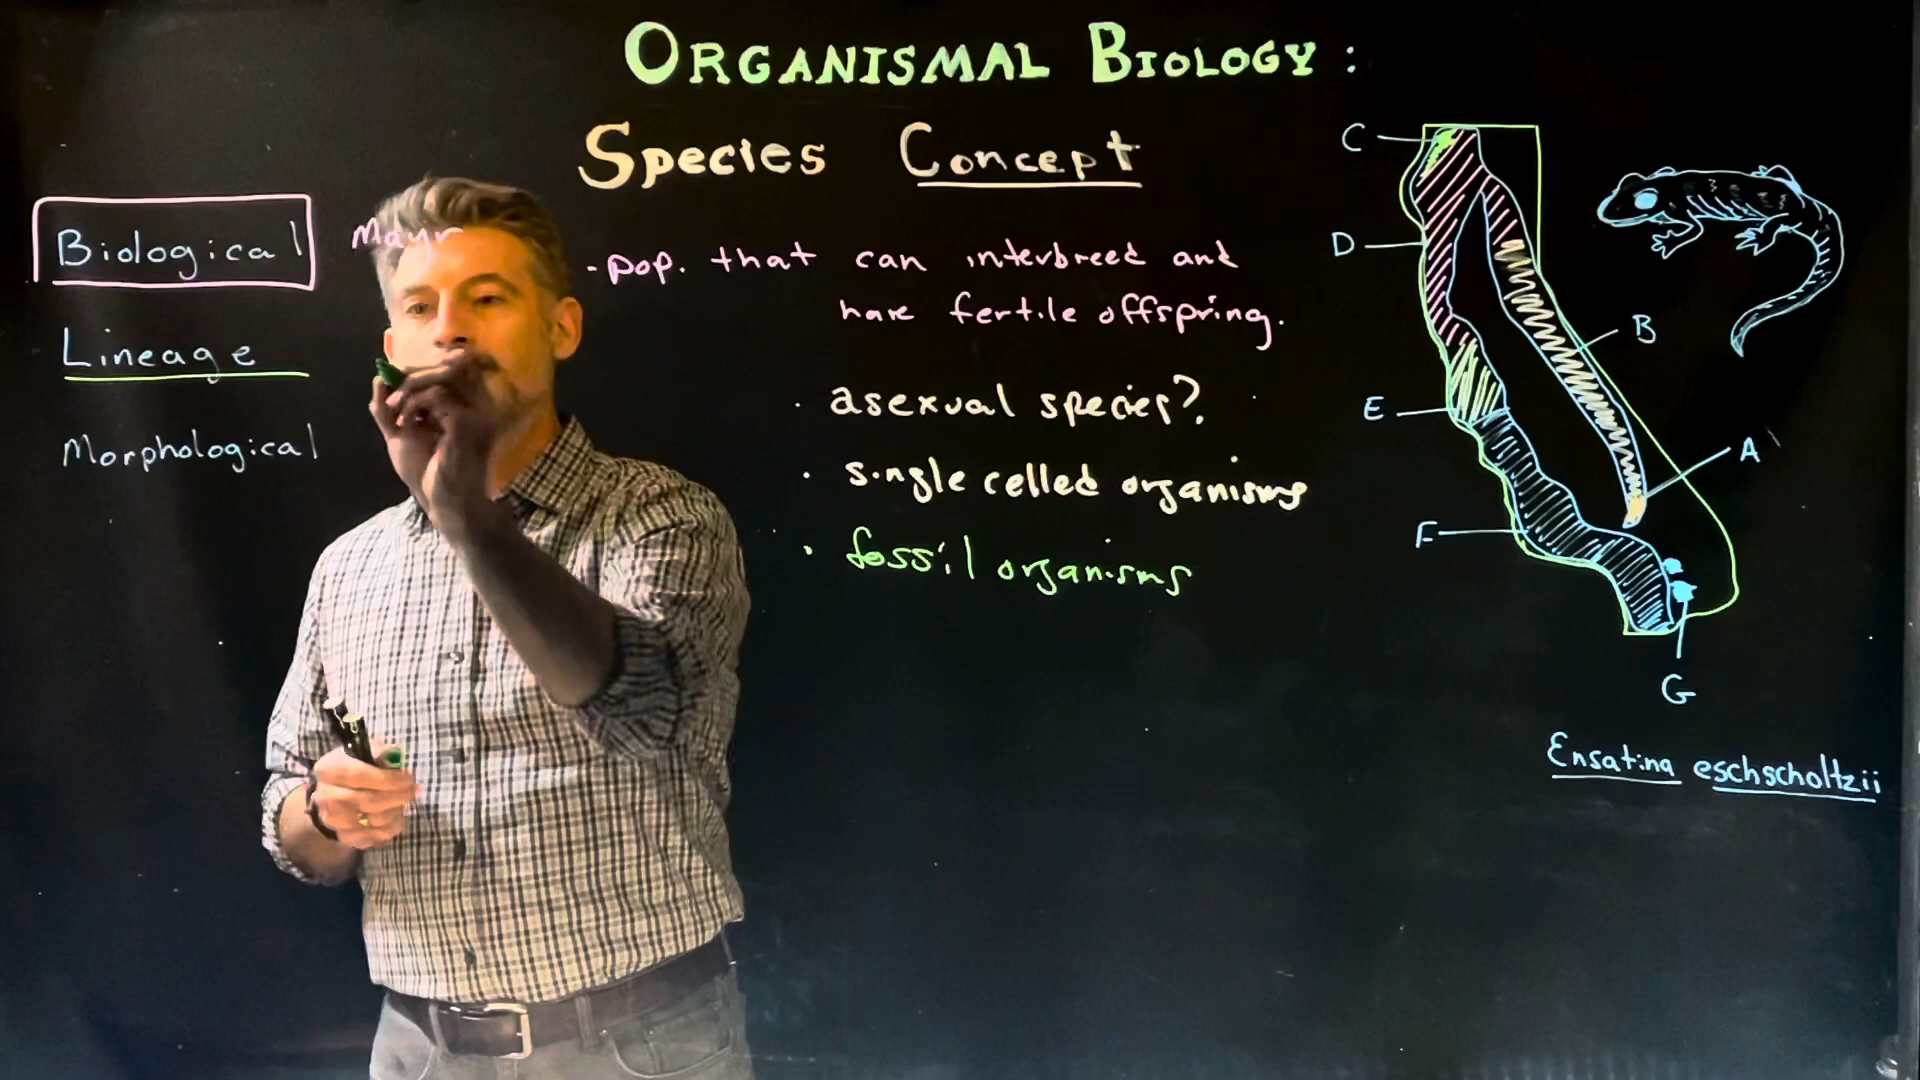 ORGANISMAL BIOLOGY :
Species Concept
Biological
Mayr
- pop. that can interbreed and
have fertile offspring.
Lineage
Morphological
· asexual species?
· single celled organisms
· fossil organisms
C
D
B
E
A
F
G
Ensatina eschscholtzii